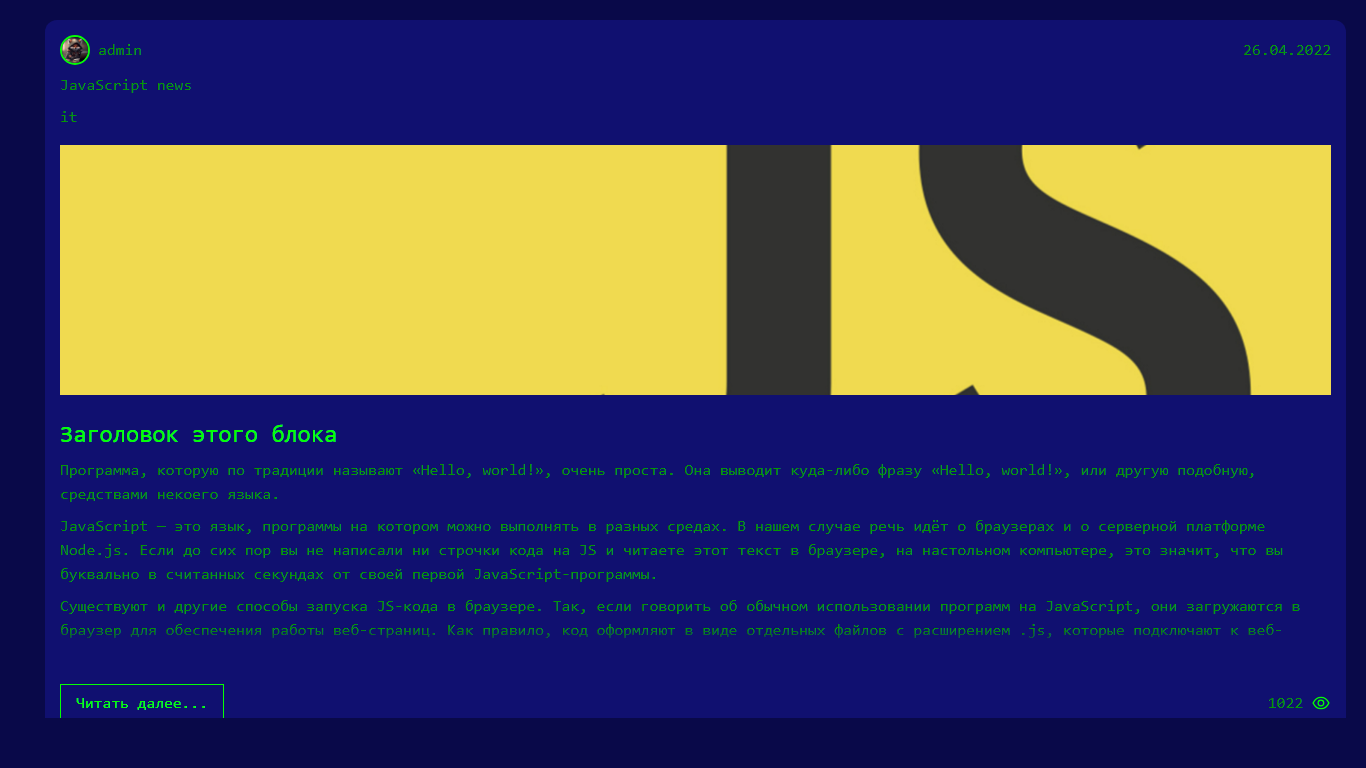 admin
26.04.2022
JavaScript news
it
JS
Заголовок этого блока
Программа, которую по традиции называют «Hello, world!», очень проста. Она выводит куда-либо фразу «Hello, world!», или другую подобную,
средствами некоего языка.
JavaScript — это язык, программы на котором можно выполнять в разных средах. В нашем случае речь идёт о браузерах и о серверной платформе
Node.js. Если до сих пор вы не написали ни строчки кода на JS и читаете этот текст в браузере, на настольном компьютере, это значит, что вы
буквально в считанных секундах от своей первой JavaScript-программы.
Существуют и другие способы запуска JS-кода в браузере. Так, если говорить об обычном использовании программ на JavaScript, они загружаются в
браузер для обеспечения работы веб-страниц. Как правило, код оформляют в виде отдельных файлов с расширением .js, которые подключают к веб-
Читать далее...
1022